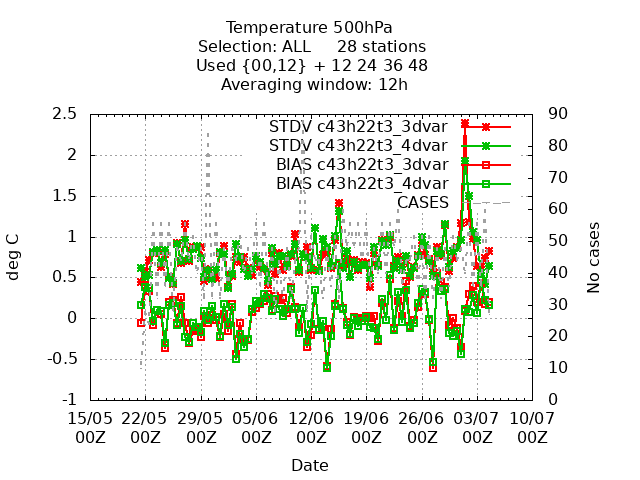 Temperature 500hPa
Selection: ALL 28 stations
Used {00,12} + 12 24 36 48
Averaging window: 12h
STDV c43h22t3_3dvar
STDV c43h22t3_4dvar
BIAS c43h22t3_3dvar
BIAS c43h22t3_4dvar
CASES
deg C
2.5
2
1.5
1
0.5
0
-0.5
-1
No cases
90
80
70
60
50
40
30
20
10
0
15/05 22/05 29/05 05/06 12/06 19/06 26/06 03/07 10/07
00Z 00Z 00Z 00Z 00Z 00Z 00Z 00Z 00Z
Date